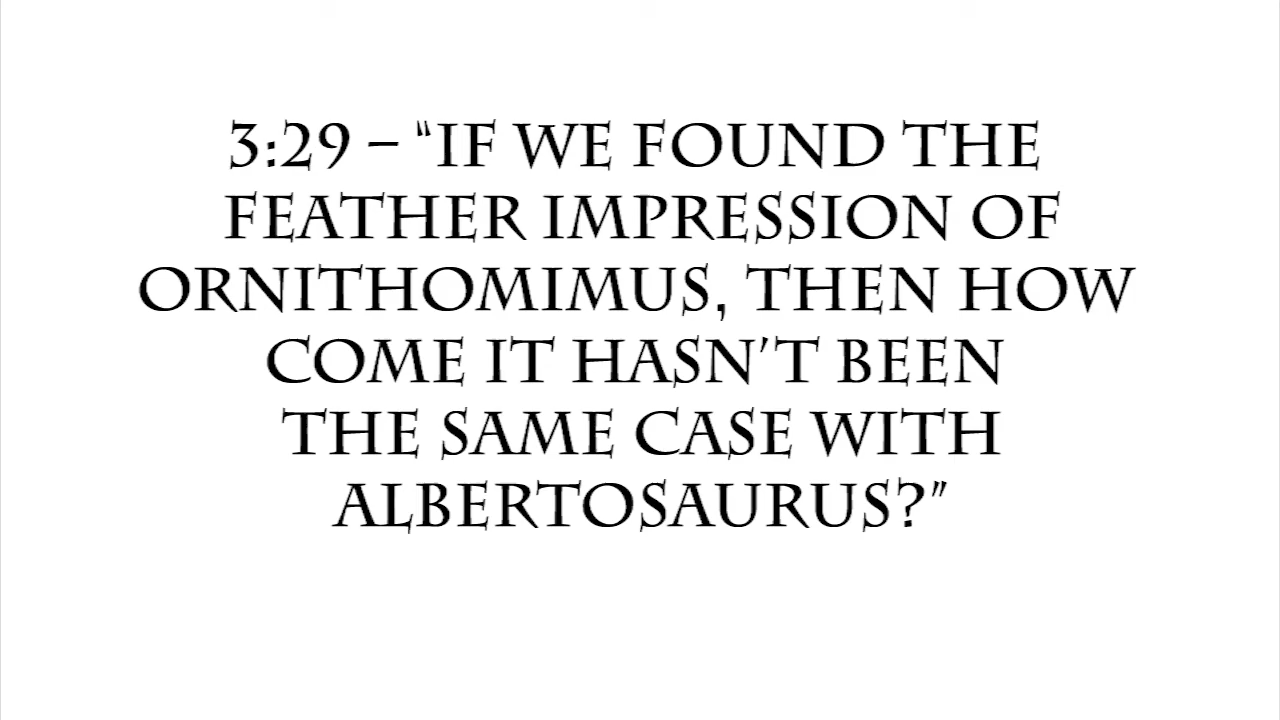 3:29 – “IF WE FOUND THE
FEATHER IMPRESSION OF
ORNITHOMIMUS, THEN HOW
COME IT HASN’T BEEN
THE SAME CASE WITH
ALBERTOSAURUS?”